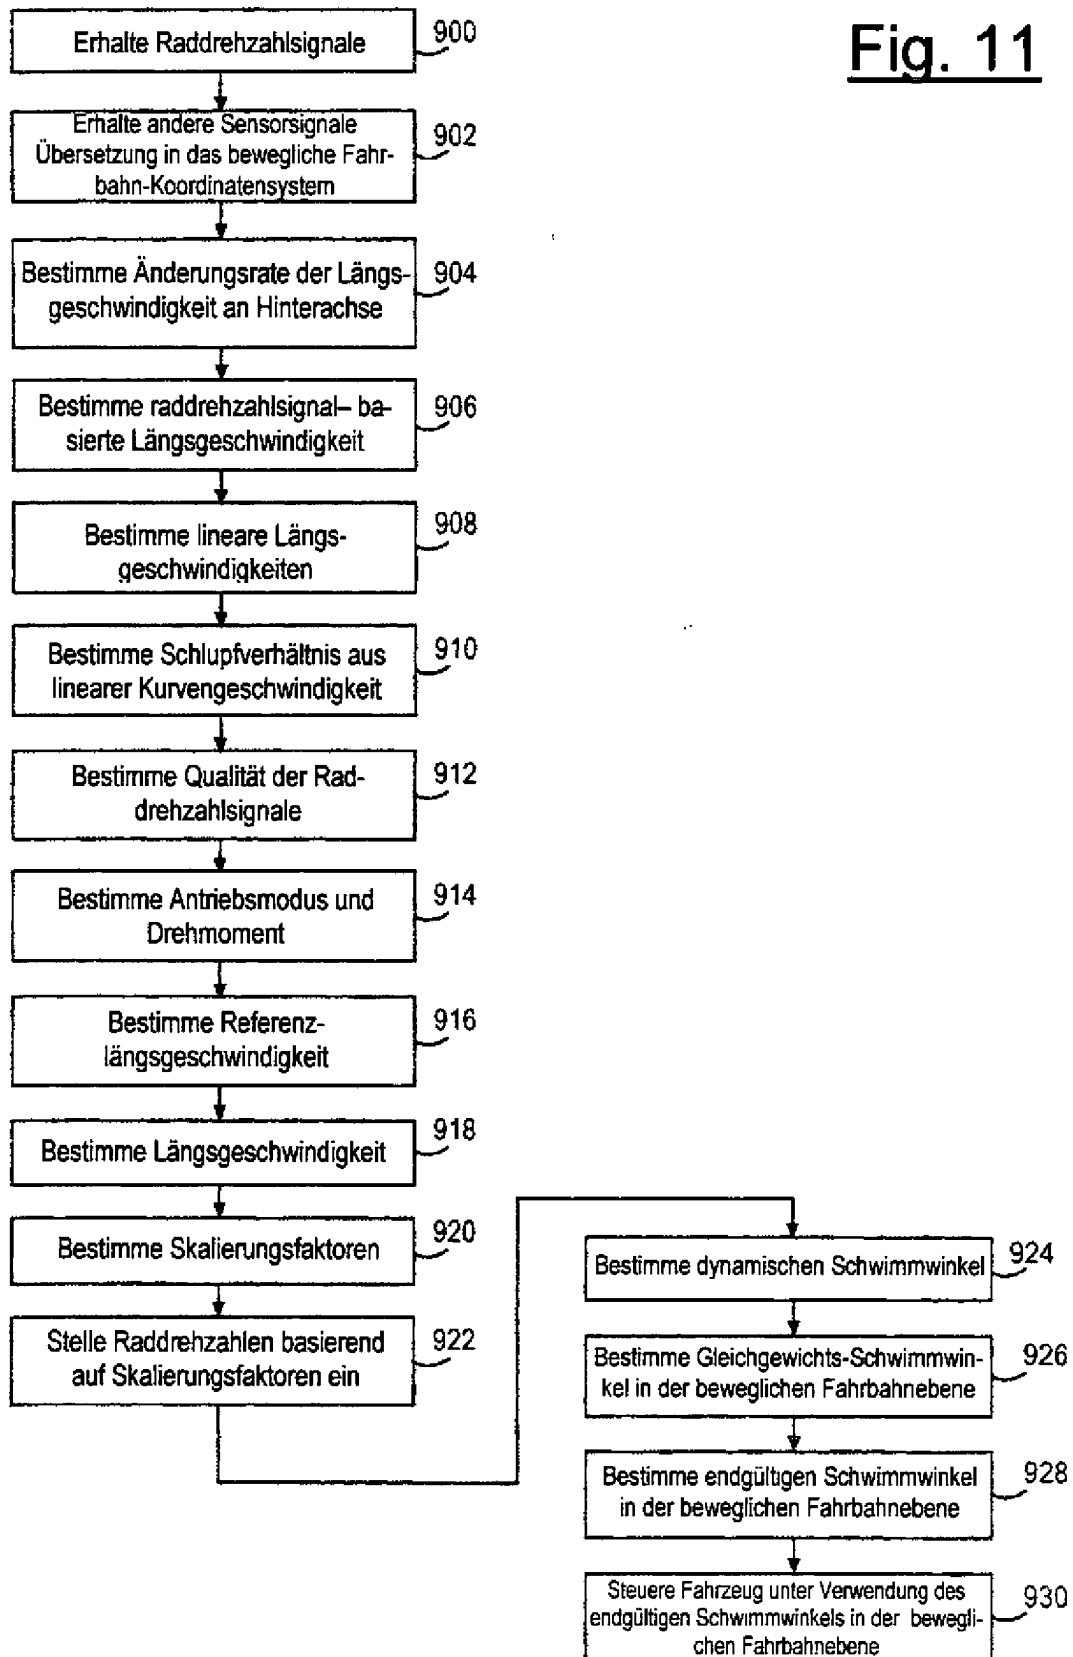 Fig. 11
Erhalte Raddrehzahlsignale
900
Erhalte andere Sensorsignale
Übersetzung in das bewegliche Fahr-
bahn-Koordinatensystem
902
Bestimme Änderungsrate der Längs-
geschwindigkeit an Hinterachse
904
Bestimme raddrehzahlsignal– ba-
sierte Längsgeschwindigkeit
906
Bestimme lineare Längs-
geschwindigkeiten
908
Bestimme Schlupfverhältnis aus
linearer Kurvengeschwindigkeit
910
Bestimme Qualität der Rad-
drehzahlsignale
912
Bestimme Antriebsmodus und
Drehmoment
914
Bestimme Referenz-
längsgeschwindigkeit
916
Bestimme Längsgeschwindigkeit
918
Bestimme Skalierungsfaktoren
920
Stelle Raddrehzahlen basierend
auf Skalierungsfaktoren ein
922
Bestimme dynamischen Schwimmwinkel
924
Bestimme Gleichgewichts-Schwimmwin-
kel in der beweglichen Fahrbahnebene
926
Bestimme endgültigen Schwimmwinkel
in der beweglichen Fahrbahnebene
928
Steuere Fahrzeug unter Verwendung des
endgültigen Schwimmwinkels in der bewegli-
chen Fahrbahnebene
930